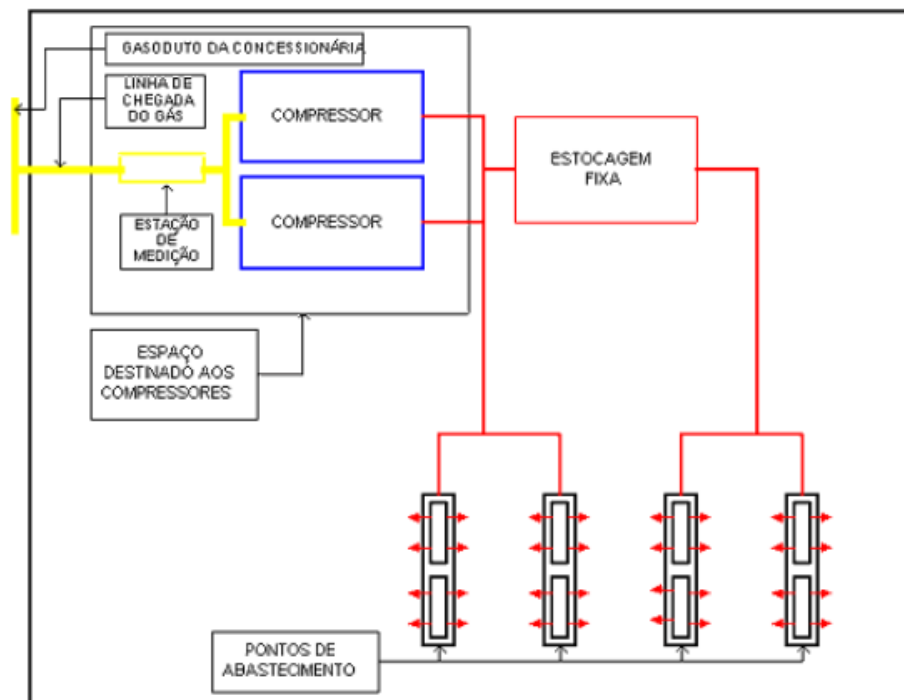 GASODUTO DA CONCESSIONÁRIA
LINHA DE
CHEGADA
DO GÁS
COMPRESSOR
ESTOCAGEM
FIXA
COMPRESSOR
ESTAÇÃO
DE
MEDIÇÃO
ESPAÇO
DESTINADO AOS
COMPRESSORES
PONTOS DE
ABASTECIMENTO